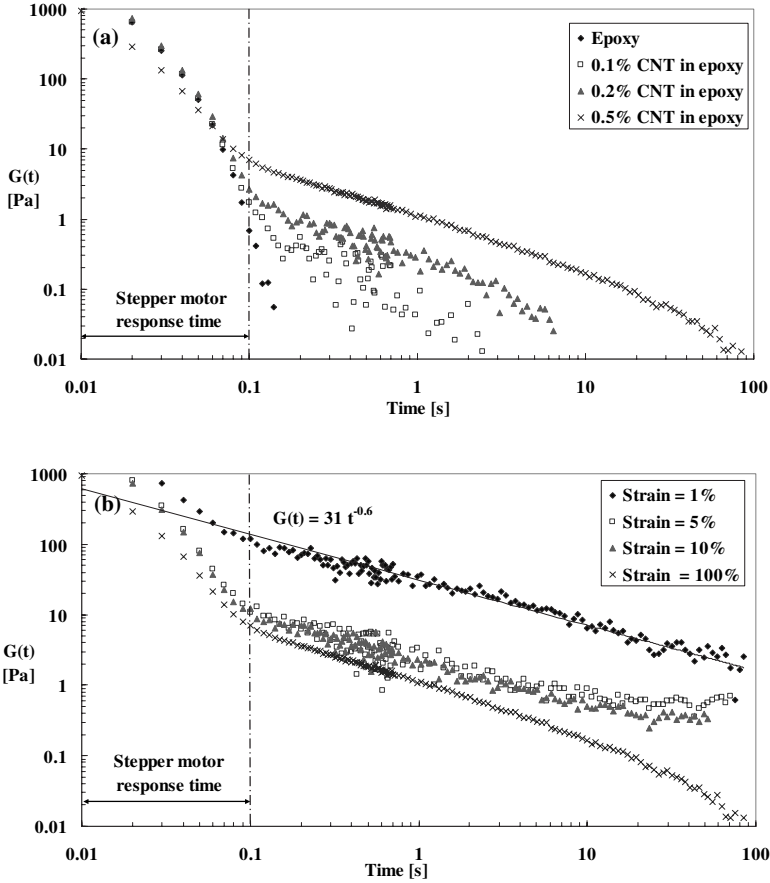 (a)
1000
100
10
1
0.1
0.01
G(t)
[Pa]
Epoxy
0.1% CNT in epoxy
0.2% CNT in epoxy
0.5% CNT in epoxy
Stepper motor
response time
0.01
0.1
1
10
100
Time [s]
(b)
1000
100
10
1
0.1
0.01
G(t)
[Pa]
G(t) = 31 t^-0.6
Strain = 1%
Strain = 5%
Strain = 10%
Strain = 100%
Stepper motor
response time
0.01
0.1
1
10
100
Time [s]